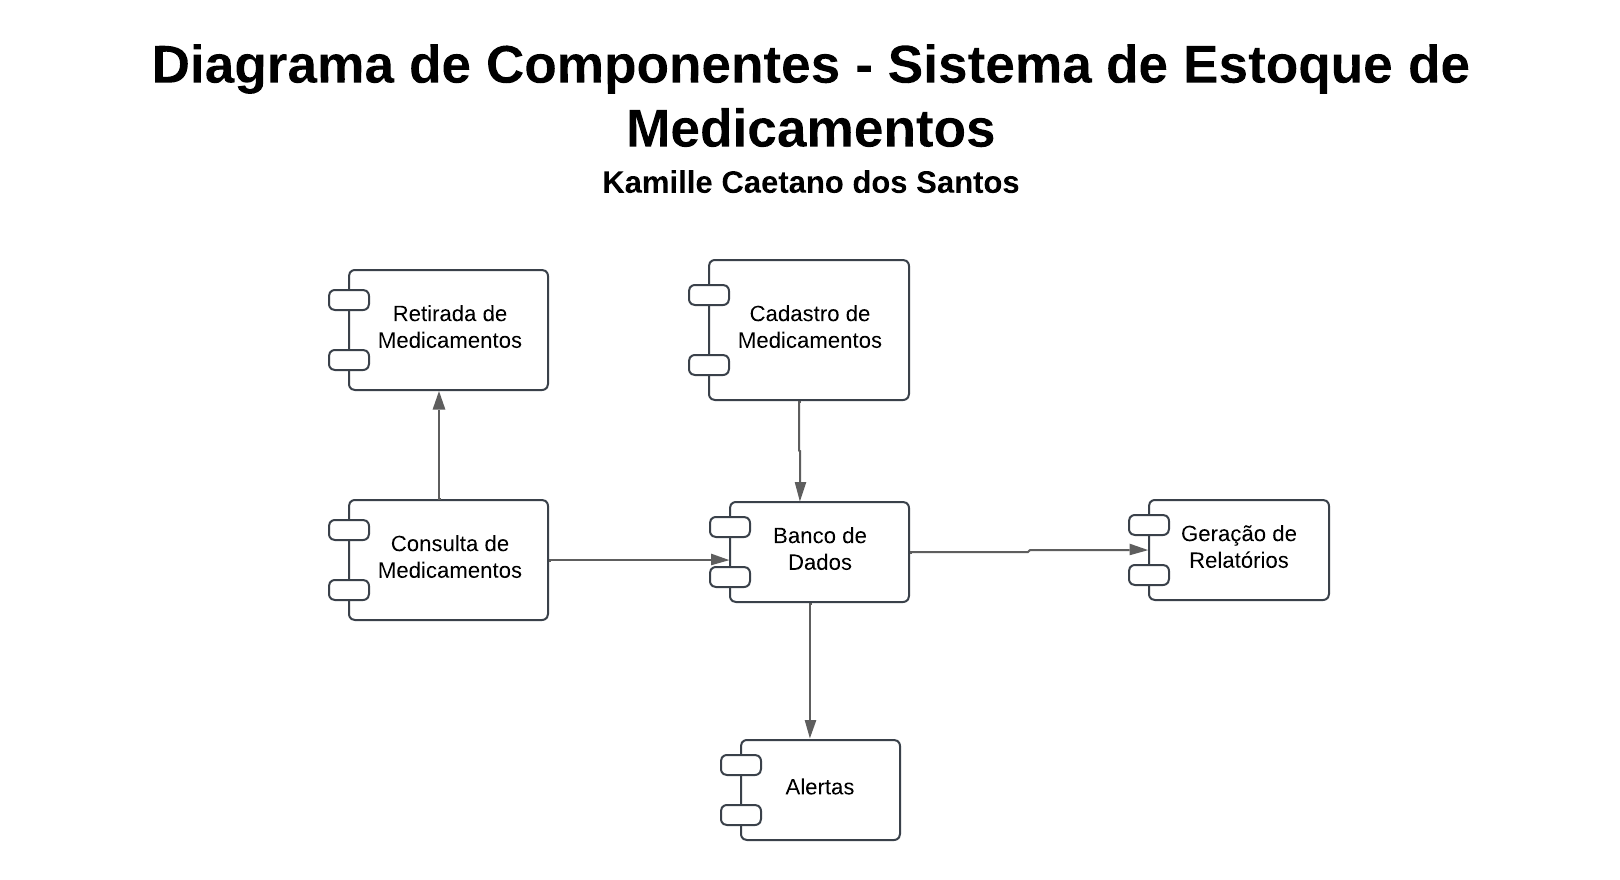 Diagrama de Componentes - Sistema de Estoque de
Medicamentos
Kamille Caetano dos Santos
Retirada de
Medicamentos
Cadastro de
Medicamentos
Consulta de
Medicamentos
Banco de
Dados
Geração de
Relatórios
Alertas